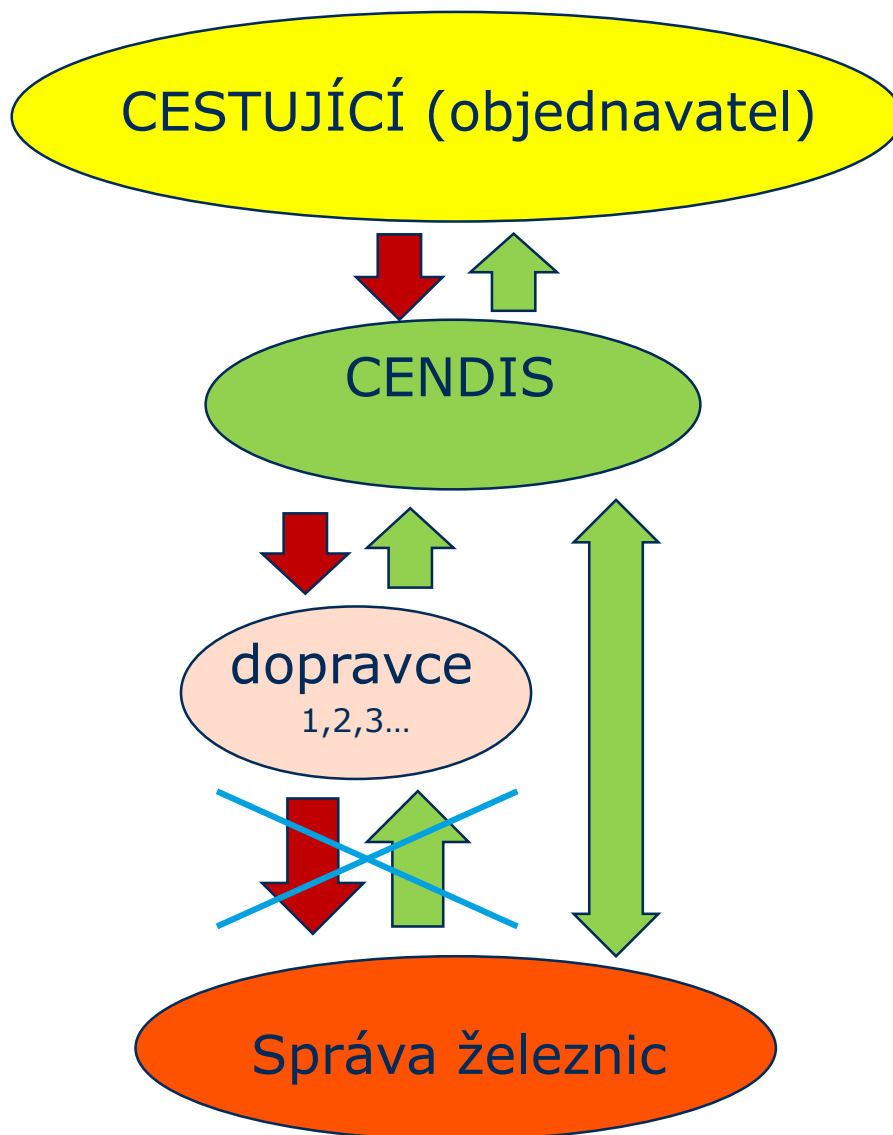 CESTUJÍCÍ (objednavatel)
CENDIS
dopravce
1,2,3…
Správa železnic